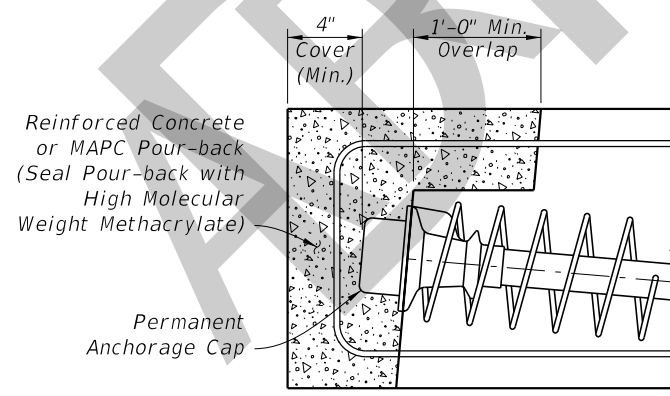 4"
Cover
(Min.)
1'-0" Min.
Overlap
Reinforced Concrete
or MAPC Pour-back
(Seal Pour-back with
High Molecular
Weight Methacrylate)
Permanent
Anchorage Cap